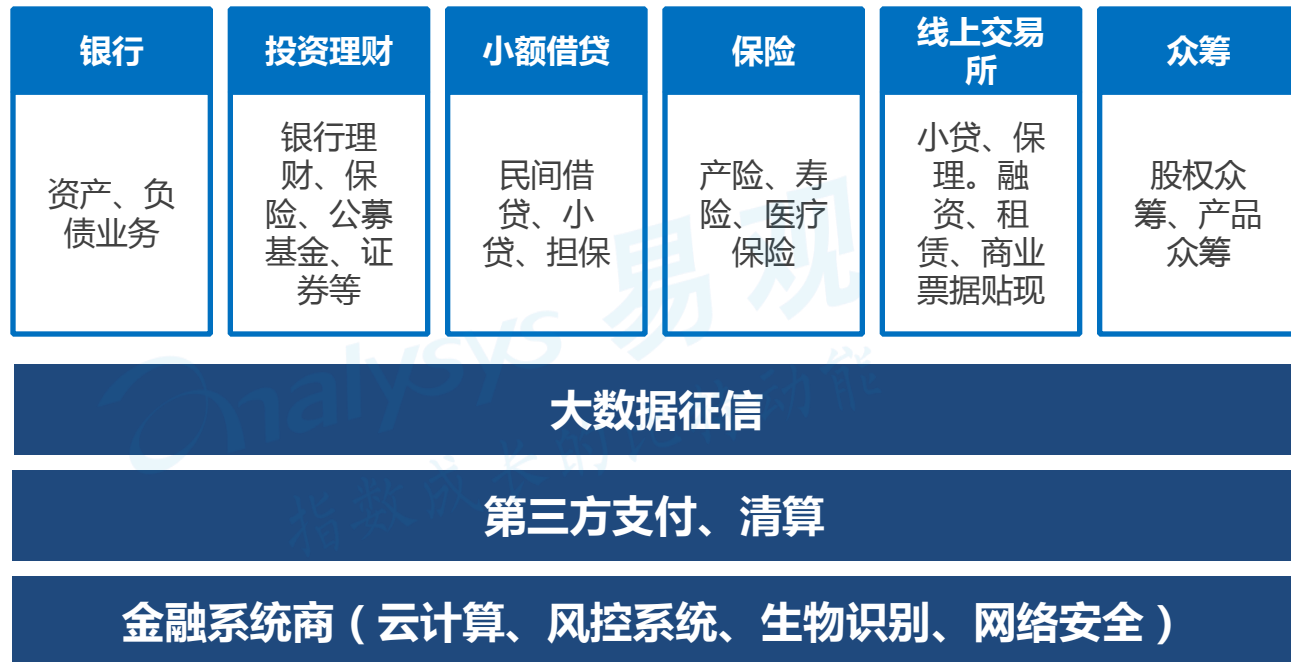 银行
投资理财
小额借贷
保险
线上交易
所
众筹
资产、负
债业务
银行理
财、保
险、公募
基金、证
券等
民间借
贷、小
贷、担保
产险、寿
险、医疗
保险
小贷、保
理。融
资、租
赁、商业
票据贴现
股权众
筹、产品
众筹
nalysys 易观
大数据征信
第三方支付、清算
金融系统商（云计算、风控系统、生物识别、网络安全）